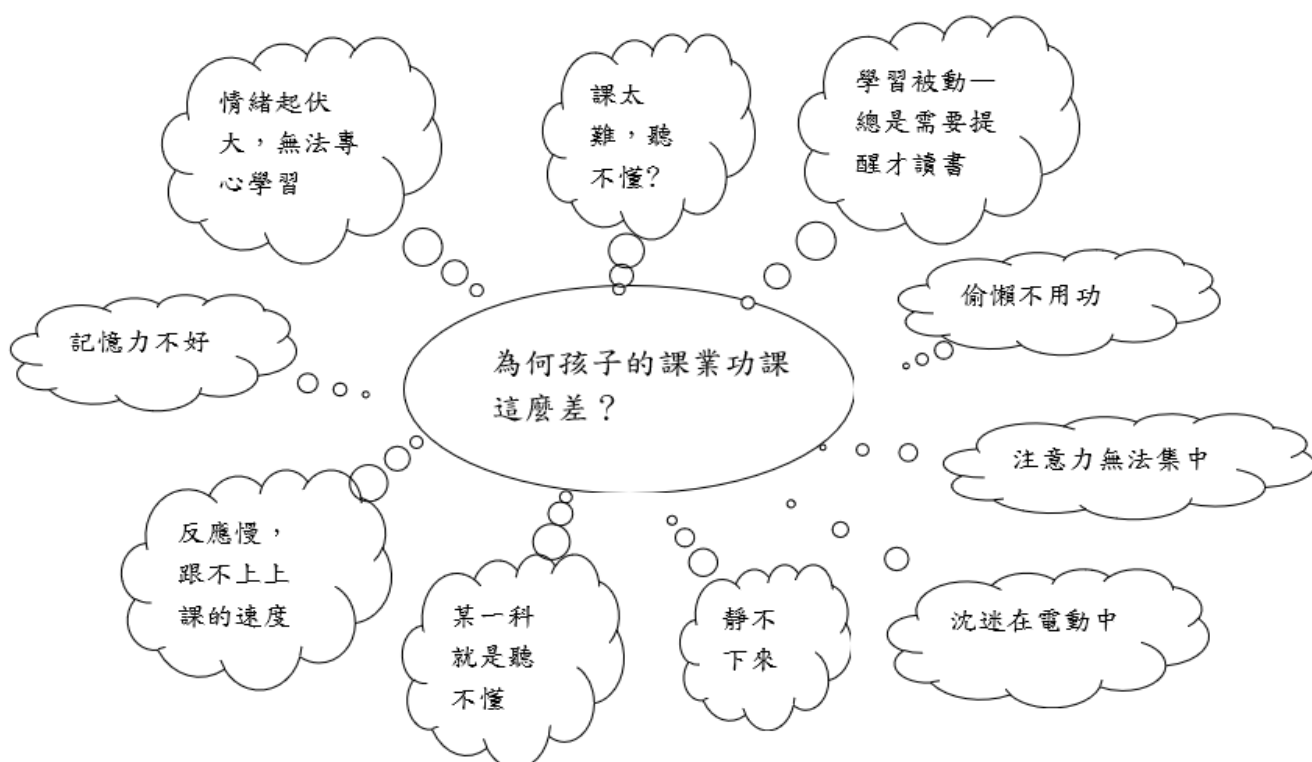 情緒起伏
大，無法專
心學習
課太
難，聽
不懂?
學習被動—
總是需要提
醒才讀書
偷懶不用功
記憶力不好
為何孩子的課業功課
這麼差？
注意力無法集中
反應慢，
跟不上上
課的速度
某一科
就是聽
不懂
靜不
下來
沈迷在電動中